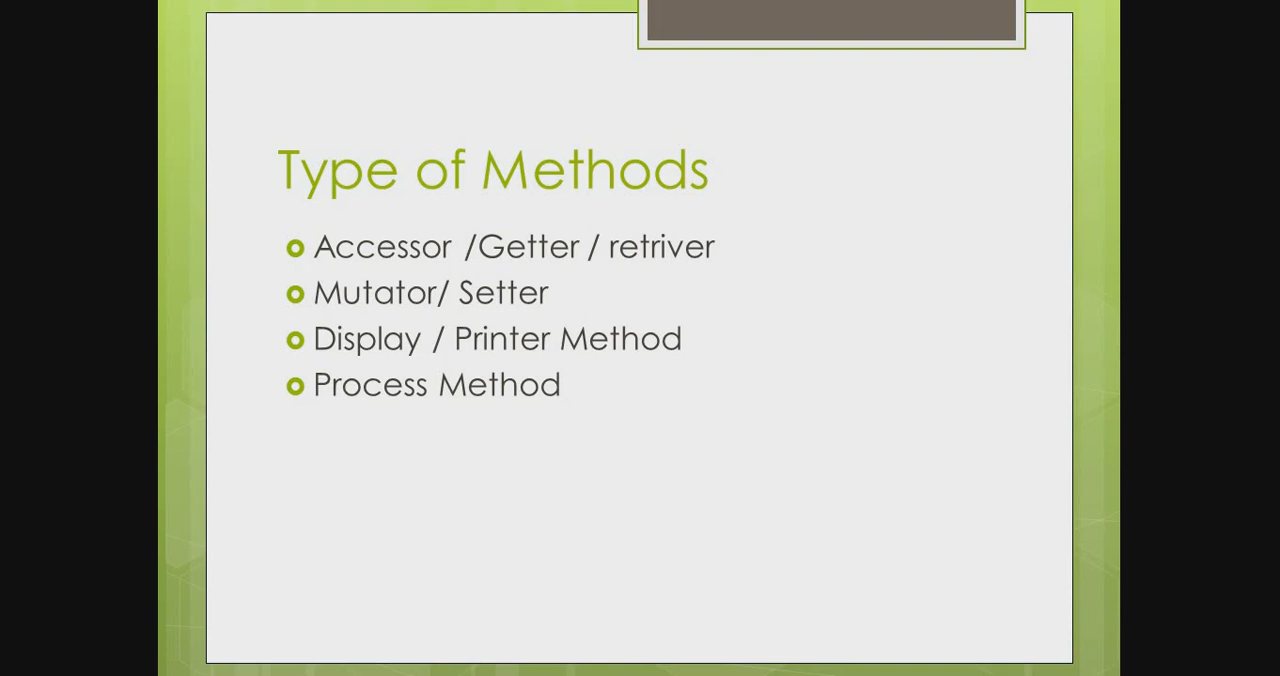 Type of Methods
Accessor /Getter / retriver
Mutator/ Setter
Display / Printer Method
Process Method